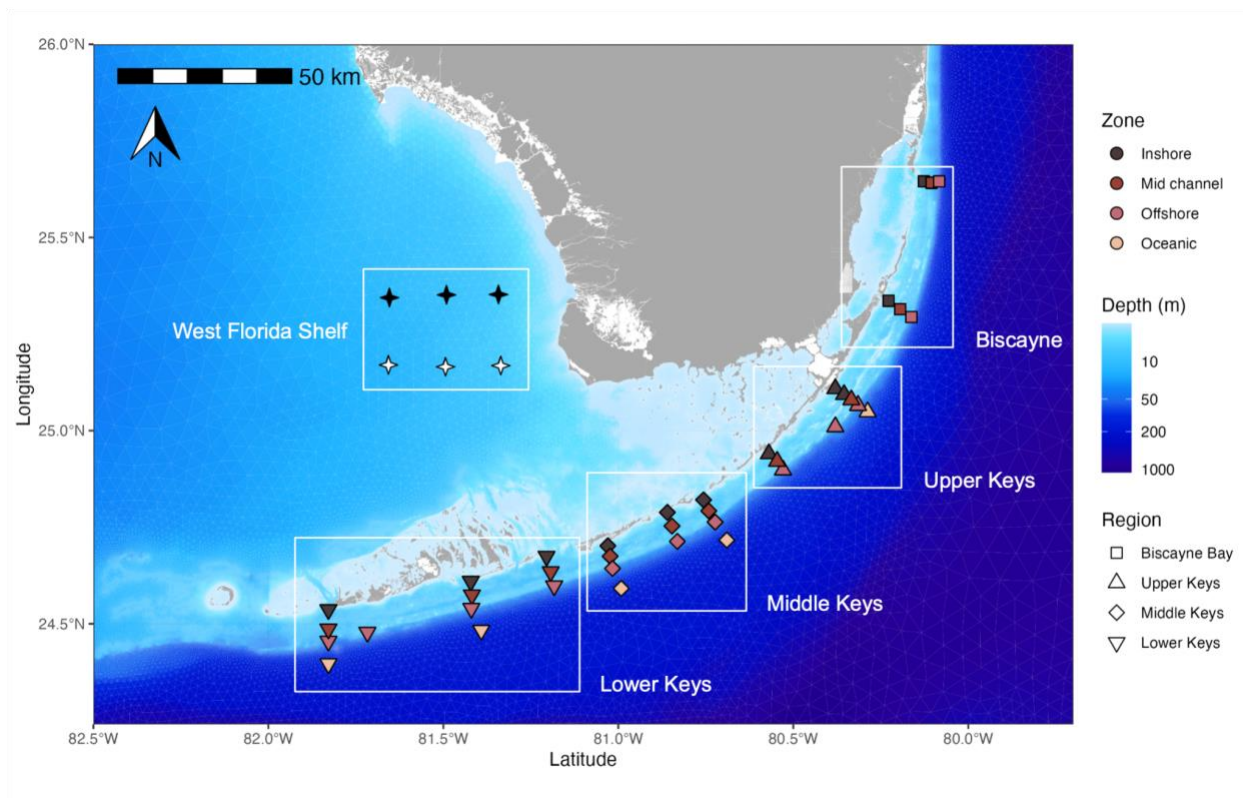 26.0°N
25.5°N
25.0°N
24.5°N
Longitude
82.5°W
82.0°W
81.5°W
81.0°W
80.5°W
80.0°W
Latitude
50 km
N
West Florida Shelf
Biscayne
Upper Keys
Middle Keys
Lower Keys
Zone
Inshore
Mid channel
Offshore
Oceanic
Depth (m)
10
50
200
1000
Region
Biscayne Bay
Upper Keys
Middle Keys
Lower Keys